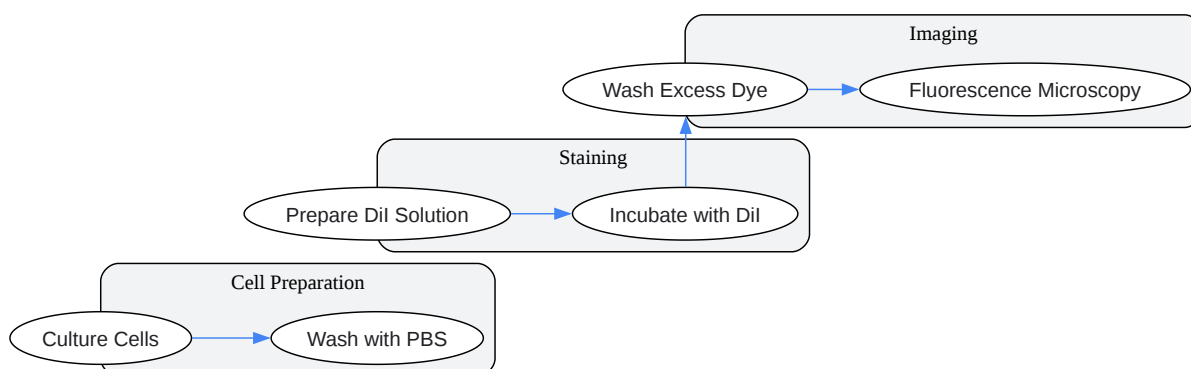 Imaging
Wash Excess Dye
Fluorescence Microscopy
Staining
Prepare DiI Solution
Incubate with DiI
Cell Preparation
Culture Cells
Wash with PBS